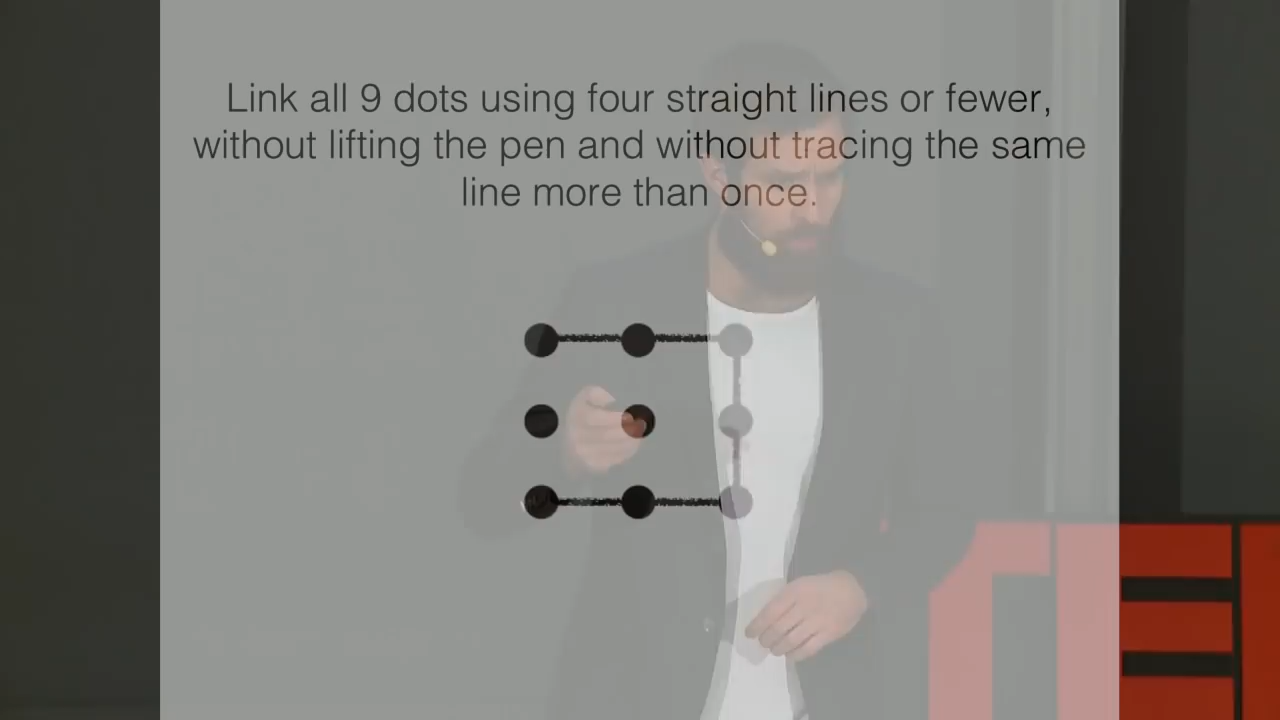 Link all 9 dots using four straight lines or fewer,
without lifting the pen and without tracing the same
line more than once.
TE